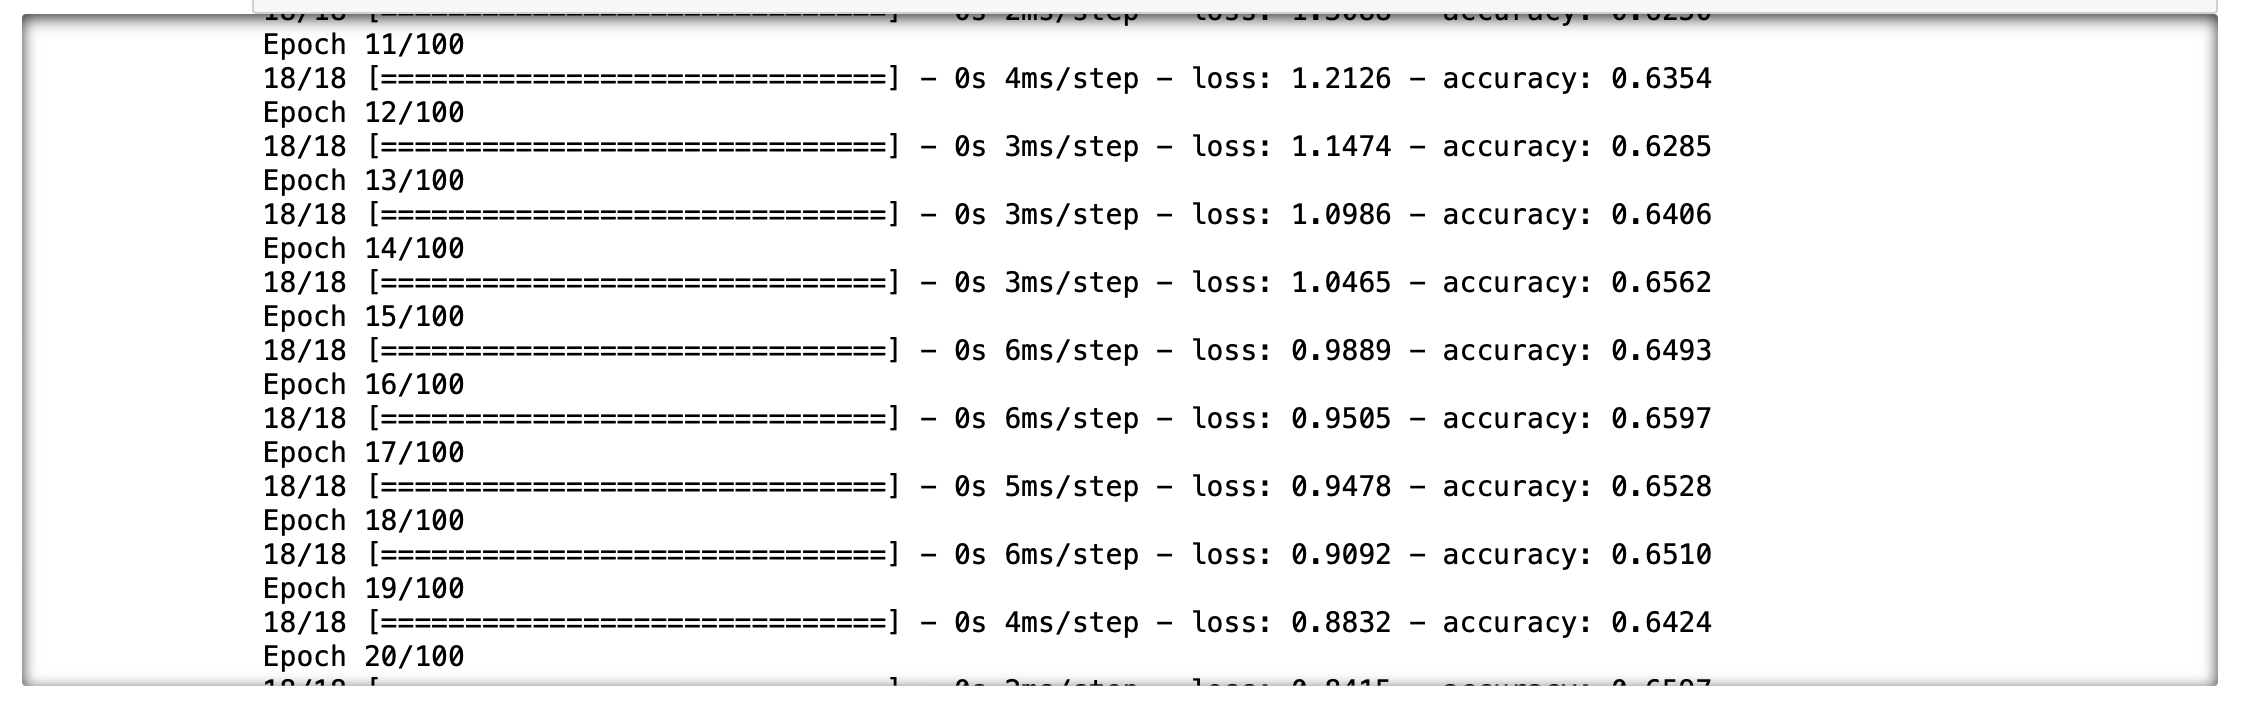 Epoch 11/100
18/18 [==============================] - 0s 4ms/step - loss: 1.2126 - accuracy: 0.6354
Epoch 12/100
18/18 [==============================] - 0s 3ms/step - loss: 1.1474 - accuracy: 0.6285
Epoch 13/100
18/18 [==============================] - 0s 3ms/step - loss: 1.0986 - accuracy: 0.6406
Epoch 14/100
18/18 [==============================] - 0s 3ms/step - loss: 1.0465 - accuracy: 0.6562
Epoch 15/100
18/18 [==============================] - 0s 6ms/step - loss: 0.9889 - accuracy: 0.6493
Epoch 16/100
18/18 [==============================] - 0s 6ms/step - loss: 0.9505 - accuracy: 0.6597
Epoch 17/100
18/18 [==============================] - 0s 5ms/step - loss: 0.9478 - accuracy: 0.6528
Epoch 18/100
18/18 [==============================] - 0s 6ms/step - loss: 0.9092 - accuracy: 0.6510
Epoch 19/100
18/18 [==============================] - 0s 4ms/step - loss: 0.8832 - accuracy: 0.6424
Epoch 20/100